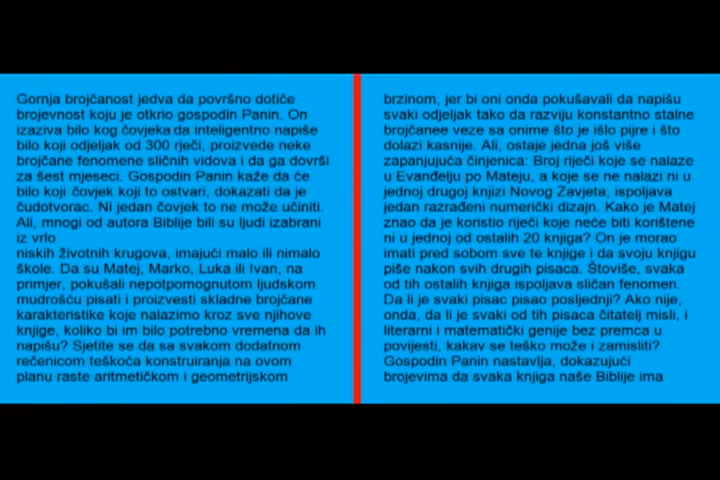 Gornja brojčanost jedva da površno dotiče
brojevnost koju je otkrio gospodin Panin. On
izaziva bilo kog čovjeka da inteligentno napiše
bilo koji odjeljak od 300 rječi, proizvede neke
brojčane fenomene sličnih vidova i da ga dovrši
za šest mjeseci. Gospodin Panin kaže da će
bilo koji čovjek koji to ostvari, dokazati da je
čudotvorac. Ni jedan čovjek to ne može učiniti.
Ali, mnogi od autora Biblije bili su ljudi izabrani
iz vrlo
niskih životnih krugova, imajući malo ili nimalo
škole. Da su Matej, Marko, Luka ili Ivan, na
primjer, pokušali nepotpomognutom ljudskom
mudrošću pisati i proizvesti skladne brojčane
karakteristike koje nalazimo kroz sve njihove
knjige, koliko bi im bilo potrebno vremena da ih
napišu? Sjetite se da sa svakom dodatnom
rečenicom teškoća konstruiranja na ovom
planu raste aritmetičkom i geometrijskom
brzinom, jer bi oni onda pokušavali da napišu
svaki odjeljak tako da razviju konstantno stalne
brojčanee veze sa onime što je išlo pijre i što
dolazi kasnije. Ali, ostaje jedna još više
zapanjujuća činjenica: Broj riječi koje se nalaze
u Evanđelju po Mateju, a koje se ne nalazi ni u
jednoj drugoj knjizi Novog Zavjeta, ispoljava
jedan razrađeni numerički dizajn. Kako je Matej
znao da je koristio riječi koje neće biti korištene
ni u jednoj od ostalih 20 knjiga? On je morao
imati pred sobom sve te knjige i da svoju knjigu
piše nakon svih drugih pisaca. Štoviše, svaka
od tih ostalih knjiga ispoljava sličan fenomen.
Da li je svaki pisac pisao posljednji? Ako nije,
onda, da li je svaki od tih pisaca čitatelj misli, i
literarni i matematički genije bez premca u
povijesti, kakav se teško može i zamisliti?
Gospodin Panin nastavlja, dokazujući
brojevima da svaka knjiga naše Biblije ima